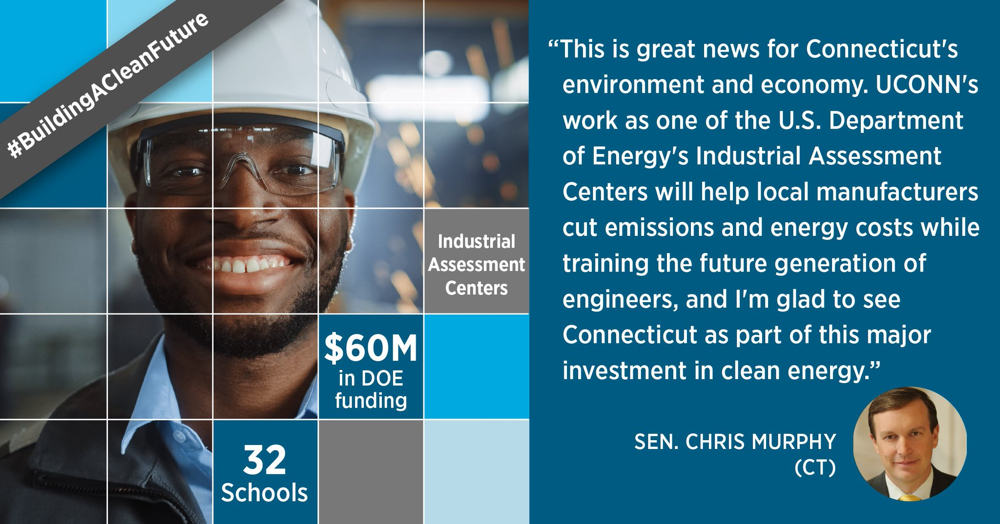 #BuildingACleanFuture
Industrial
Assessment
Centers
$60M
in DOE
funding
32
Schools
“This is great news for Connecticut's
environment and economy. UCONN's
work as one of the U.S. Department
of Energy's Industrial Assessment
Centers will help local manufacturers
cut emissions and energy costs while
training the future generation of
engineers, and I'm glad to see
Connecticut as part of this major
investment in clean energy.”
SEN. CHRIS MURPHY
(CT)